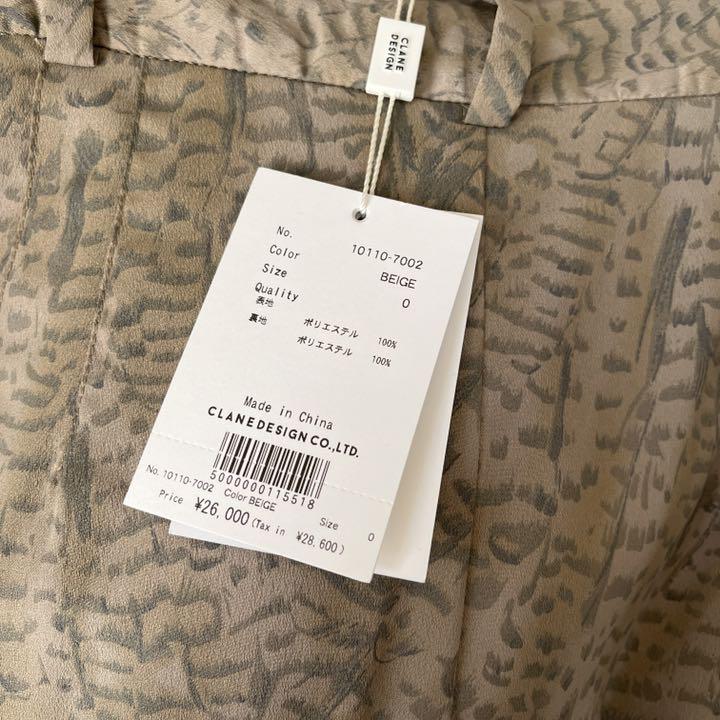 CLANE
DESIGN
No. 10110-7002
Color BEIGE
Size 0
Quality
表地 ポリエステル 100%
裏地 ポリエステル 100%
Made in China
CLANE DESIGN CO.,LTD.
5000000115518
No. 10110-7002 Color BEIGE Size 0
Price ¥26,000 (Tax in ¥28,600)